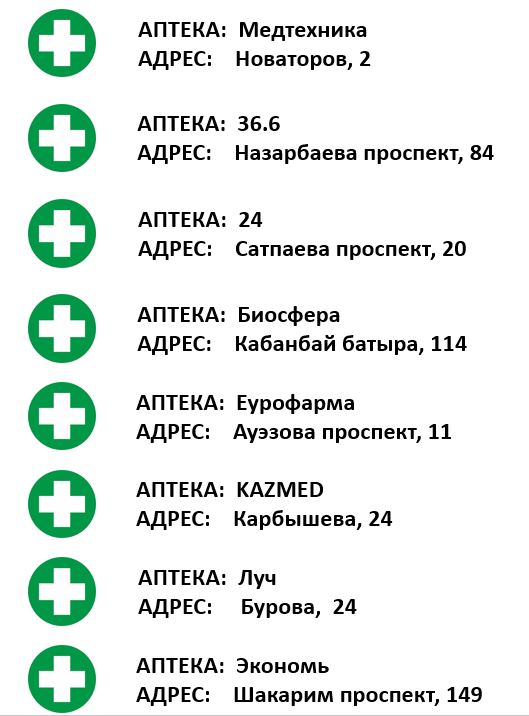 АПТЕКА: Медтехника
АДРЕС: Новаторов, 2
АПТЕКА: 36.6
АДРЕС: Назарбаева проспект, 84
АПТЕКА: 24
АДРЕС: Сатпаева проспект, 20
АПТЕКА: Биосфера
АДРЕС: Кабанбай батыра, 114
АПТЕКА: Еурофарма
АДРЕС: Ауэзова проспект, 11
АПТЕКА: KAZMED
АДРЕС: Карбышева, 24
АПТЕКА: Луч
АДРЕС: Бурова, 24
АПТЕКА: Экономь
АДРЕС: Шакарим проспект, 149